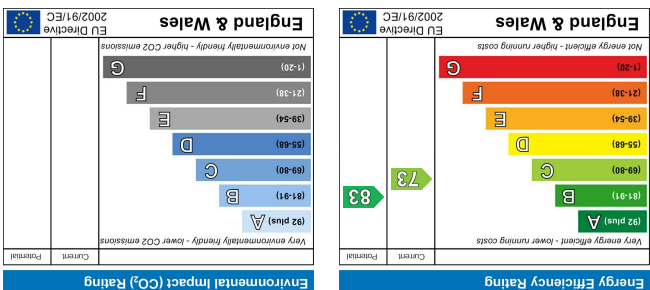 Energy Efficiency Rating
Current Potential
Very energy efficient - lower running costs
(92 plus) A
(81-91) B
(69-80) C
(55-68) D
(39-54) E
(21-38) F
(1-20) G
73
83
Not energy efficient - higher running costs
England & Wales
EU Directive
2002/91/EC
Environmental Impact (CO₂) Rating
Current Potential
Very environmentally friendly - lower CO2 emissions
(92 plus) A
(81-91) B
(69-80) C
(55-68) D
(39-54) E
(21-38) F
(1-20) G
Not environmentally friendly - higher CO2 emissions
England & Wales
EU Directive
2002/91/EC